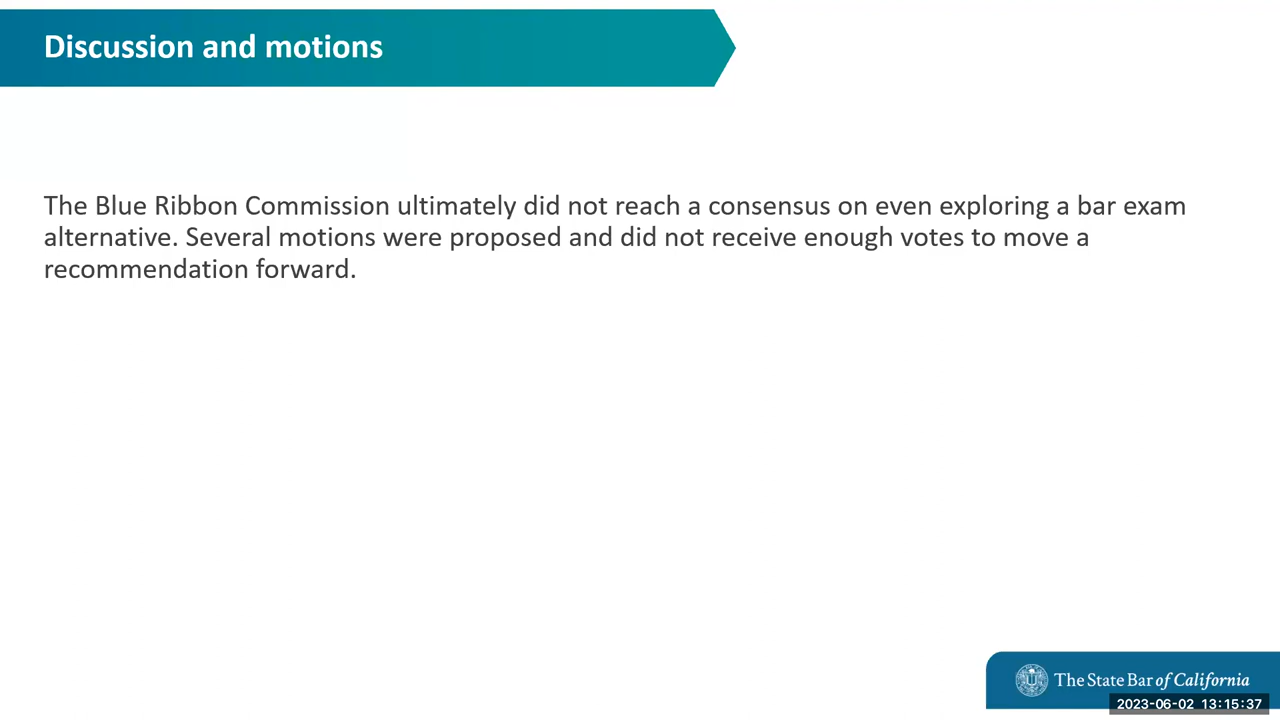 Discussion and motions
The Blue Ribbon Commission ultimately did not reach a consensus on even exploring a bar exam
alternative. Several motions were proposed and did not receive enough votes to move a
recommendation forward.
The State Bar of California
2023-06-02 13:15:37